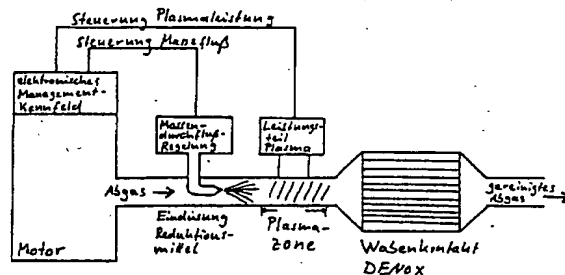 Steuerung Plasmaleistung
Steuerung Massefluß
elektronisches
Management-
Kennfeld
Massen-
durchfluß-
Regelung
Leistungs-
teil
Plasma
Abgas
gereinigtes
Abgas
Eindüsung
Reduktions-
mittel
Plasma-
zone
Motor
Wabenkontakt
DENOX